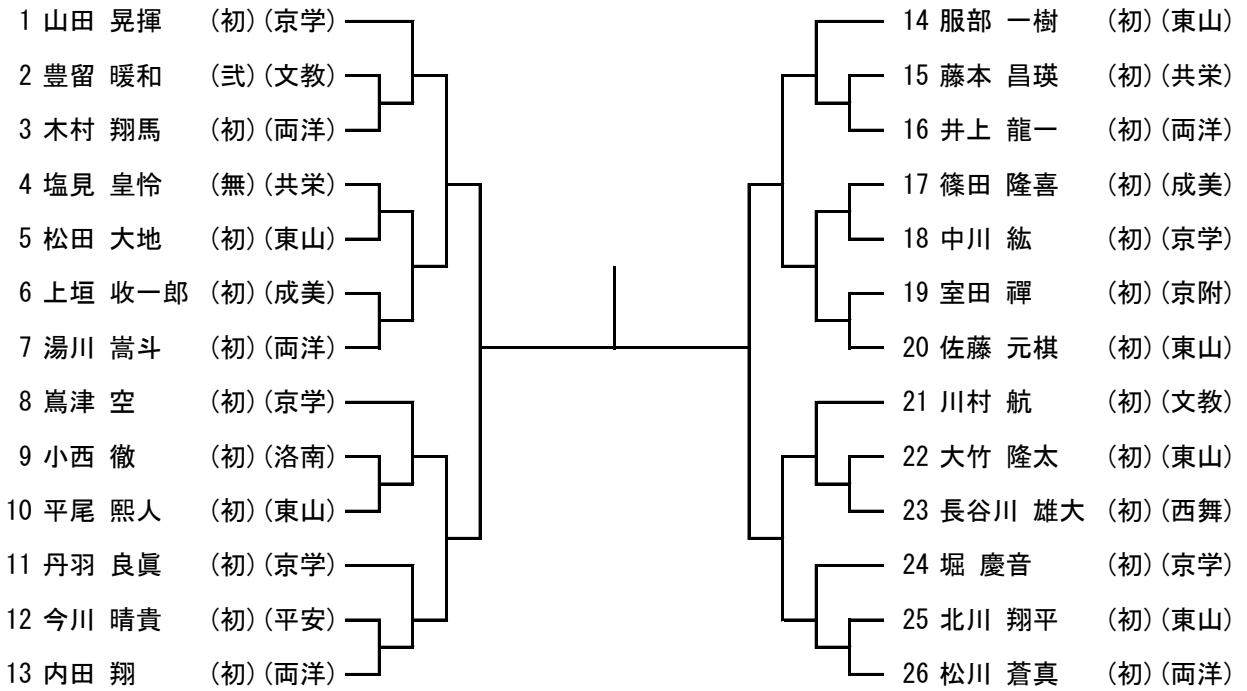 1 山田 晃揮 (初)(京学)
2 豊留 暖和 (弐)(文教)
3 木村 翔馬 (初)(両洋)
4 塩見 皇怜 (無)(共栄)
5 松田 大地 (初)(東山)
6 上垣 收一郎 (初)(成美)
7 湯川 嵩斗 (初)(両洋)
8 嶌津 空 (初)(京学)
9 小西 徹 (初)(洛南)
10 平尾 熙人 (初)(東山)
11 丹羽 良眞 (初)(京学)
12 今川 晴貴 (初)(平安)
13 内田 翔 (初)(両洋)
14 服部 一樹 (初)(東山)
15 藤本 昌瑛 (初)(共栄)
16 井上 龍一 (初)(両洋)
17 篠田 隆喜 (初)(成美)
18 中川 紘 (初)(京学)
19 室田 禪 (初)(京附)
20 佐藤 元棋 (初)(東山)
21 川村 航 (初)(文教)
22 大竹 隆太 (初)(東山)
23 長谷川 雄大 (初)(西舞)
24 堀 慶音 (初)(京学)
25 北川 翔平 (初)(東山)
26 松川 蒼真 (初)(両洋)